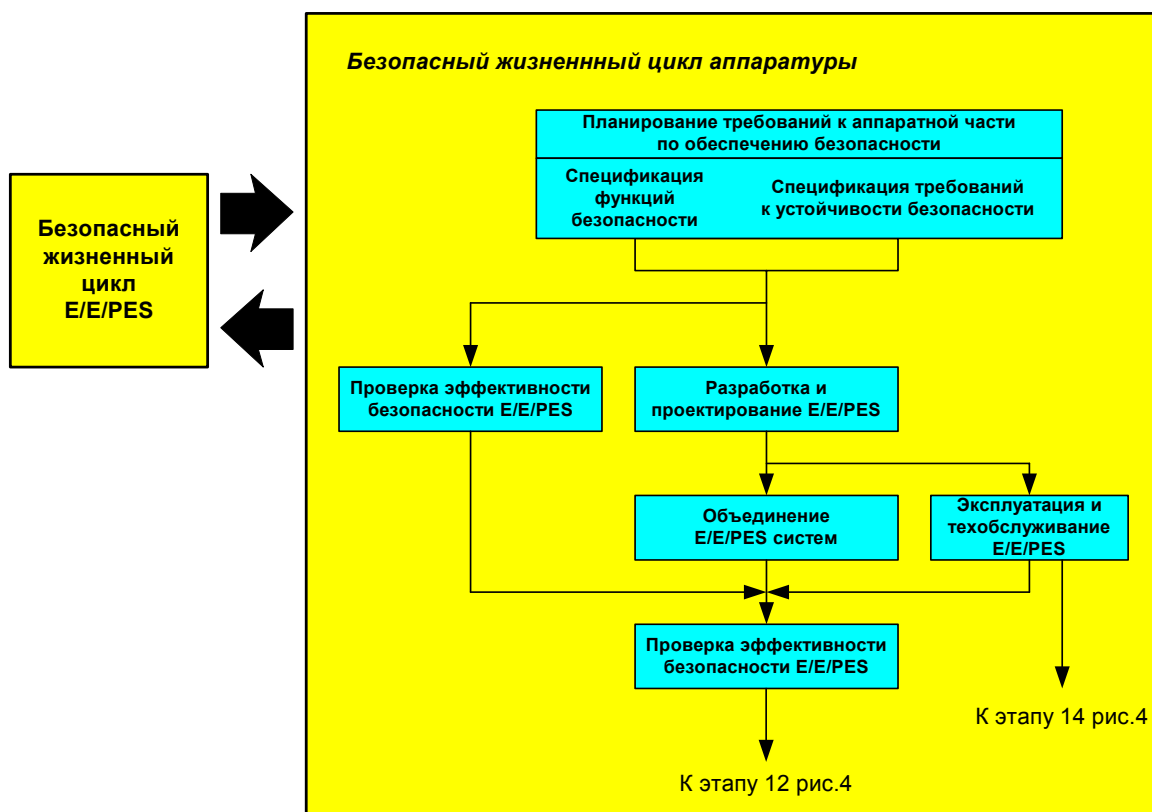 Безопасный жизненнный цикл аппаратуры
Планирование требований к аппаратной части
по обеспечению безопасности
Спецификация
функций
безопасности
Спецификация требований
к устойчивости безопасности
Безопасный
жизненный
цикл
E/E/PES
Проверка эффективности
безопасности E/E/PES
Разработка и
проектирование E/E/PES
Объединение
E/E/PES систем
Эксплуатация и
техобслуживание
E/E/PES
Проверка эффективности
безопасности E/E/PES
К этапу 14 рис.4
К этапу 12 рис.4